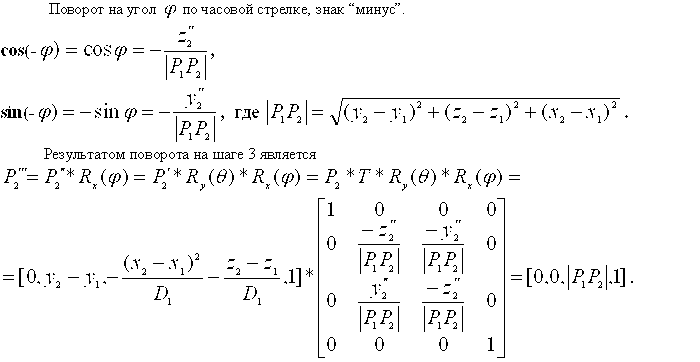 Поворот на угол φ по часовой стрелке, знак “минус”.
cos(-φ) = cosφ = -z₂″/|P₁P₂|,
sin(-φ) = -sinφ = -y₂″/|P₁P₂|, где |P₁P₂| = √((y₂ - y₁)² + (z₂ - z₁)² + (x₂ - x₁)²) .
Результатом поворота на шаге 3 является
P₂‴ = P₂″ * Rₓ(φ) = P₂′ * R_y(θ) * Rₓ(φ) = P₂ * T * R_y(θ) * Rₓ(φ) =
= [0, y₂ - y₁, -(x₂ - x₁)²/D₁ - z₂ - z₁/D₁, 1] * [1 0 0 0; 0 -z₂″/|P₁P₂| -y₂″/|P₁P₂| 0; 0 y₂″/|P₁P₂| -z₂″/|P₁P₂| 0; 0 0 0 1] = [0,0,|P₁P₂|,1] .